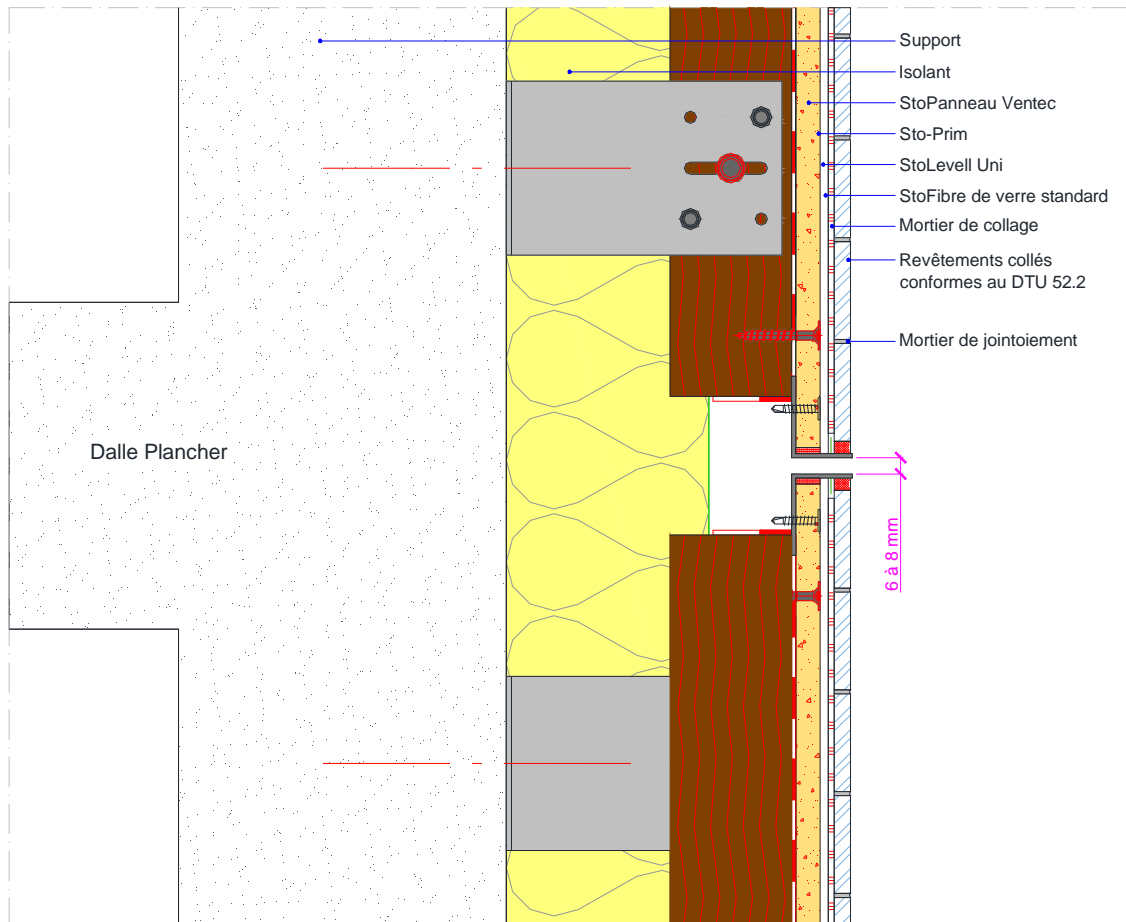 Support
Isolant
StoPanneau Ventec
Sto-Prim
StoLevell Uni
StoFibre de verre standard
Mortier de collage
Revêtements collés
conformes au DTU 52.2
Mortier de jointoiement
Dalle Plancher
6 à 8 mm